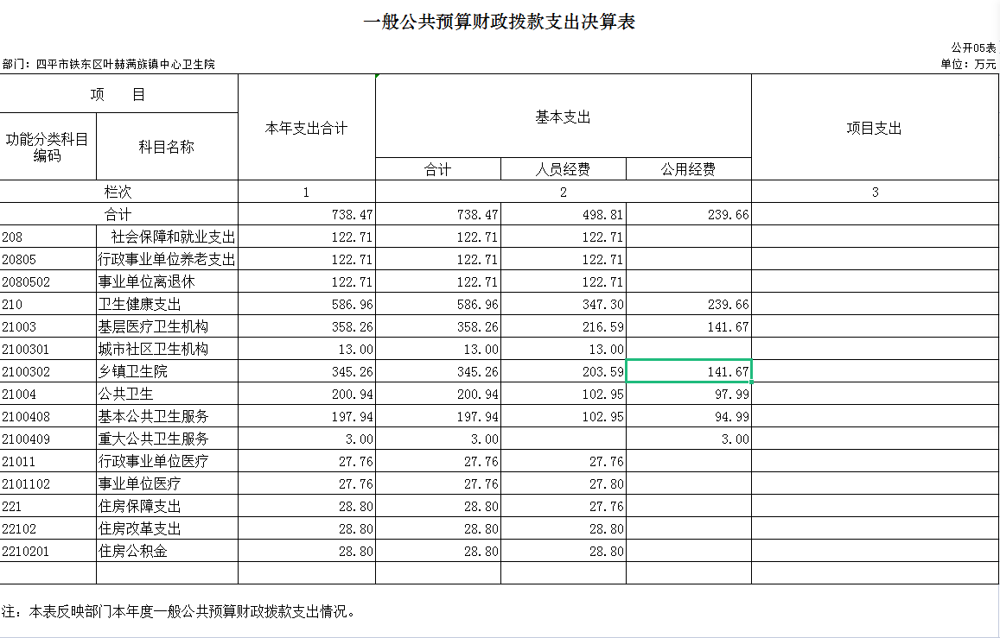 一般公共预算财政拨款支出决算表
公开05表
部门：四平市铁东区叶赫满族镇中心卫生院 单位：万元
项 目 本年支出合计 基本支出 项目支出
功能分类科目编码 科目名称 合计 人员经费 公用经费
栏次 1 2 3
合计 738.47 738.47 498.81 239.66
208 社会保障和就业支出 122.71 122.71 122.71
20805 行政事业单位养老支出 122.71 122.71 122.71
2080502 事业单位离退休 122.71 122.71 122.71
210 卫生健康支出 586.96 586.96 347.30 239.66
21003 基层医疗卫生机构 358.26 358.26 216.59 141.67
2100301 城市社区卫生机构 13.00 13.00 13.00
2100302 乡镇卫生院 345.26 345.26 203.59 141.67
21004 公共卫生 200.94 200.94 102.95 97.99
2100408 基本公共卫生服务 197.94 197.94 102.95 94.99
2100409 重大公共卫生服务 3.00 3.00 3.00
21011 行政事业单位医疗 27.76 27.76 27.76
2101102 事业单位医疗 27.76 27.76 27.80
221 住房保障支出 28.80 28.80 27.76
22102 住房改革支出 28.80 28.80 28.80
2210201 住房公积金 28.80 28.80 28.80
注：本表反映部门本年度一般公共预算财政拨款支出情况。